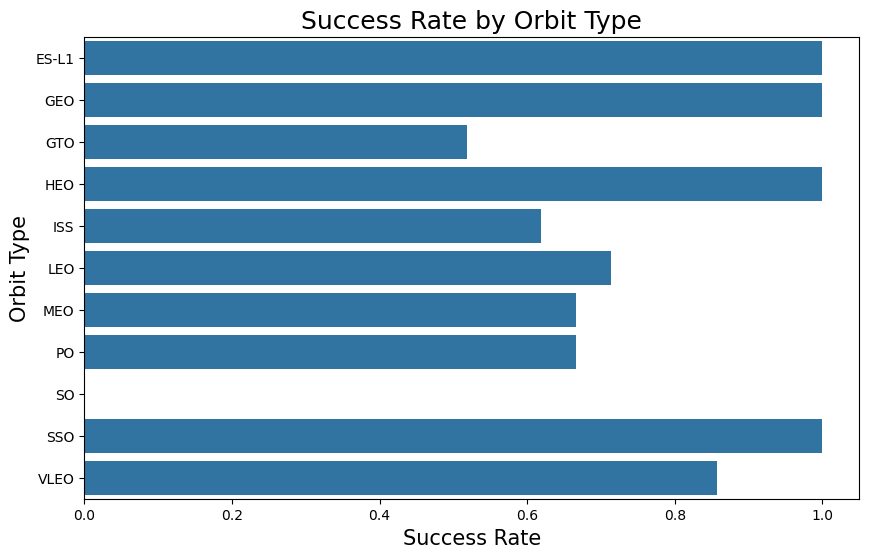 Success Rate by Orbit Type
Orbit Type
ES-L1
GEO
GTO
HEO
ISS
LEO
MEO
PO
SO
SSO
VLEO
0.0 0.2 0.4 0.6 0.8 1.0
Success Rate